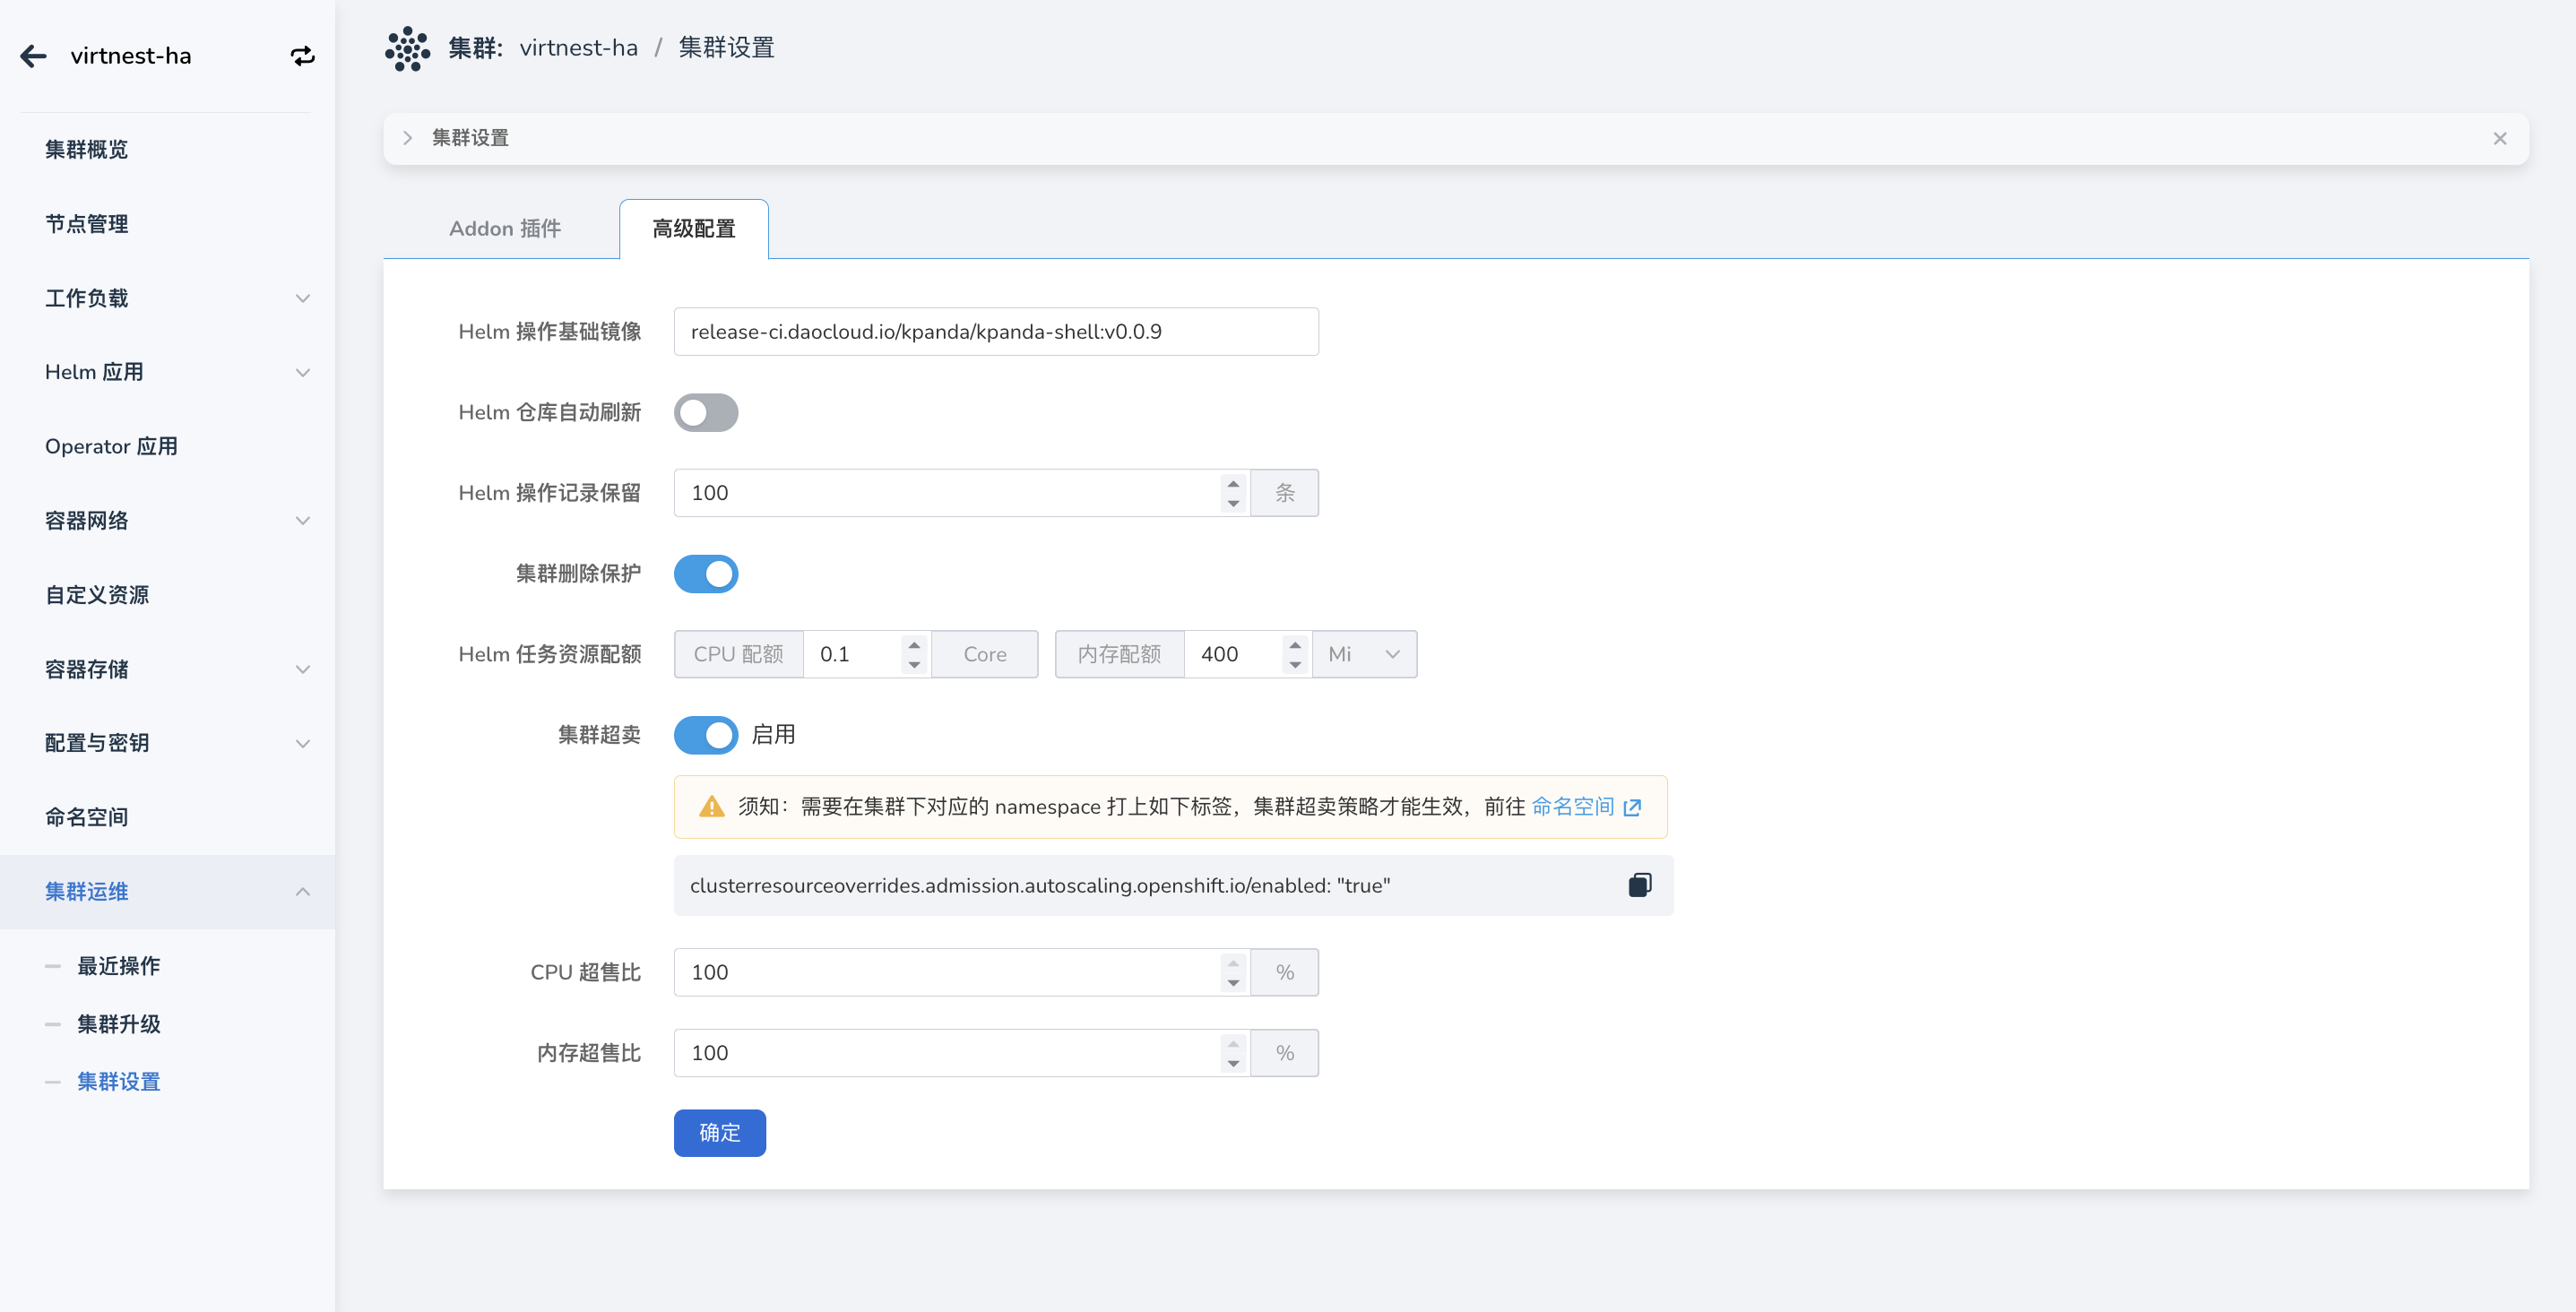 virtnest-ha
集群概览
节点管理
工作负载
Helm 应用
Operator 应用
容器网络
自定义资源
容器存储
配置与密钥
命名空间
集群运维
最近操作
集群升级
集群设置
集群: virtnest-ha / 集群设置
集群设置
Addon 插件 高级配置
Helm 操作基础镜像 release-ci.daocloud.io/kpanda/kpanda-shell:v0.0.9
Helm 仓库自动刷新
Helm 操作记录保留 100 条
集群删除保护
Helm 任务资源配额 CPU 配额 0.1 Core 内存配额 400 Mi
集群超卖 启用
须知：需要在集群下对应的 namespace 打上如下标签，集群超卖策略才能生效，前往 命名空间
clusterresourceoverrides.admission.autoscaling.openshift.io/enabled: "true"
CPU 超售比 100 %
内存超售比 100 %
确定